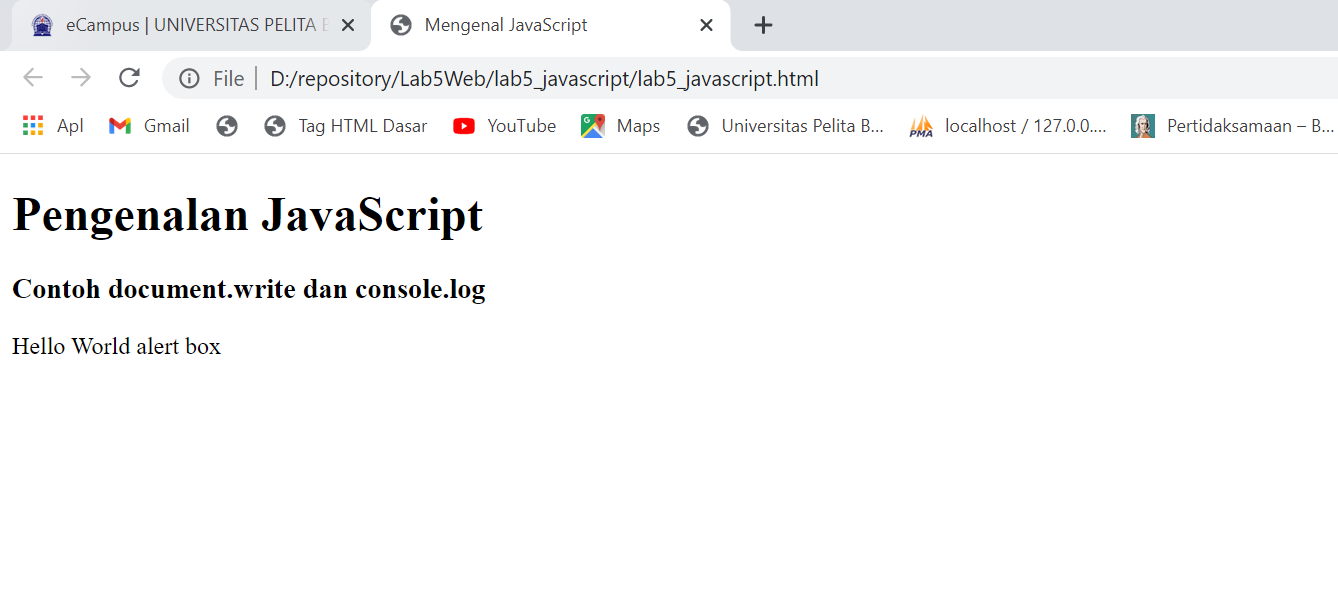 eCampus | UNIVERSITAS PELITA
Mengenal JavaScript
File | D:/repository/Lab5Web/lab5_javascript/lab5_javascript.html
Apl Gmail Tag HTML Dasar YouTube Maps Universitas Pelita B... PMA localhost / 127.0.0.... Pertidaksamaan – B...
Pengenalan JavaScript
Contoh document.write dan console.log
Hello World alert box